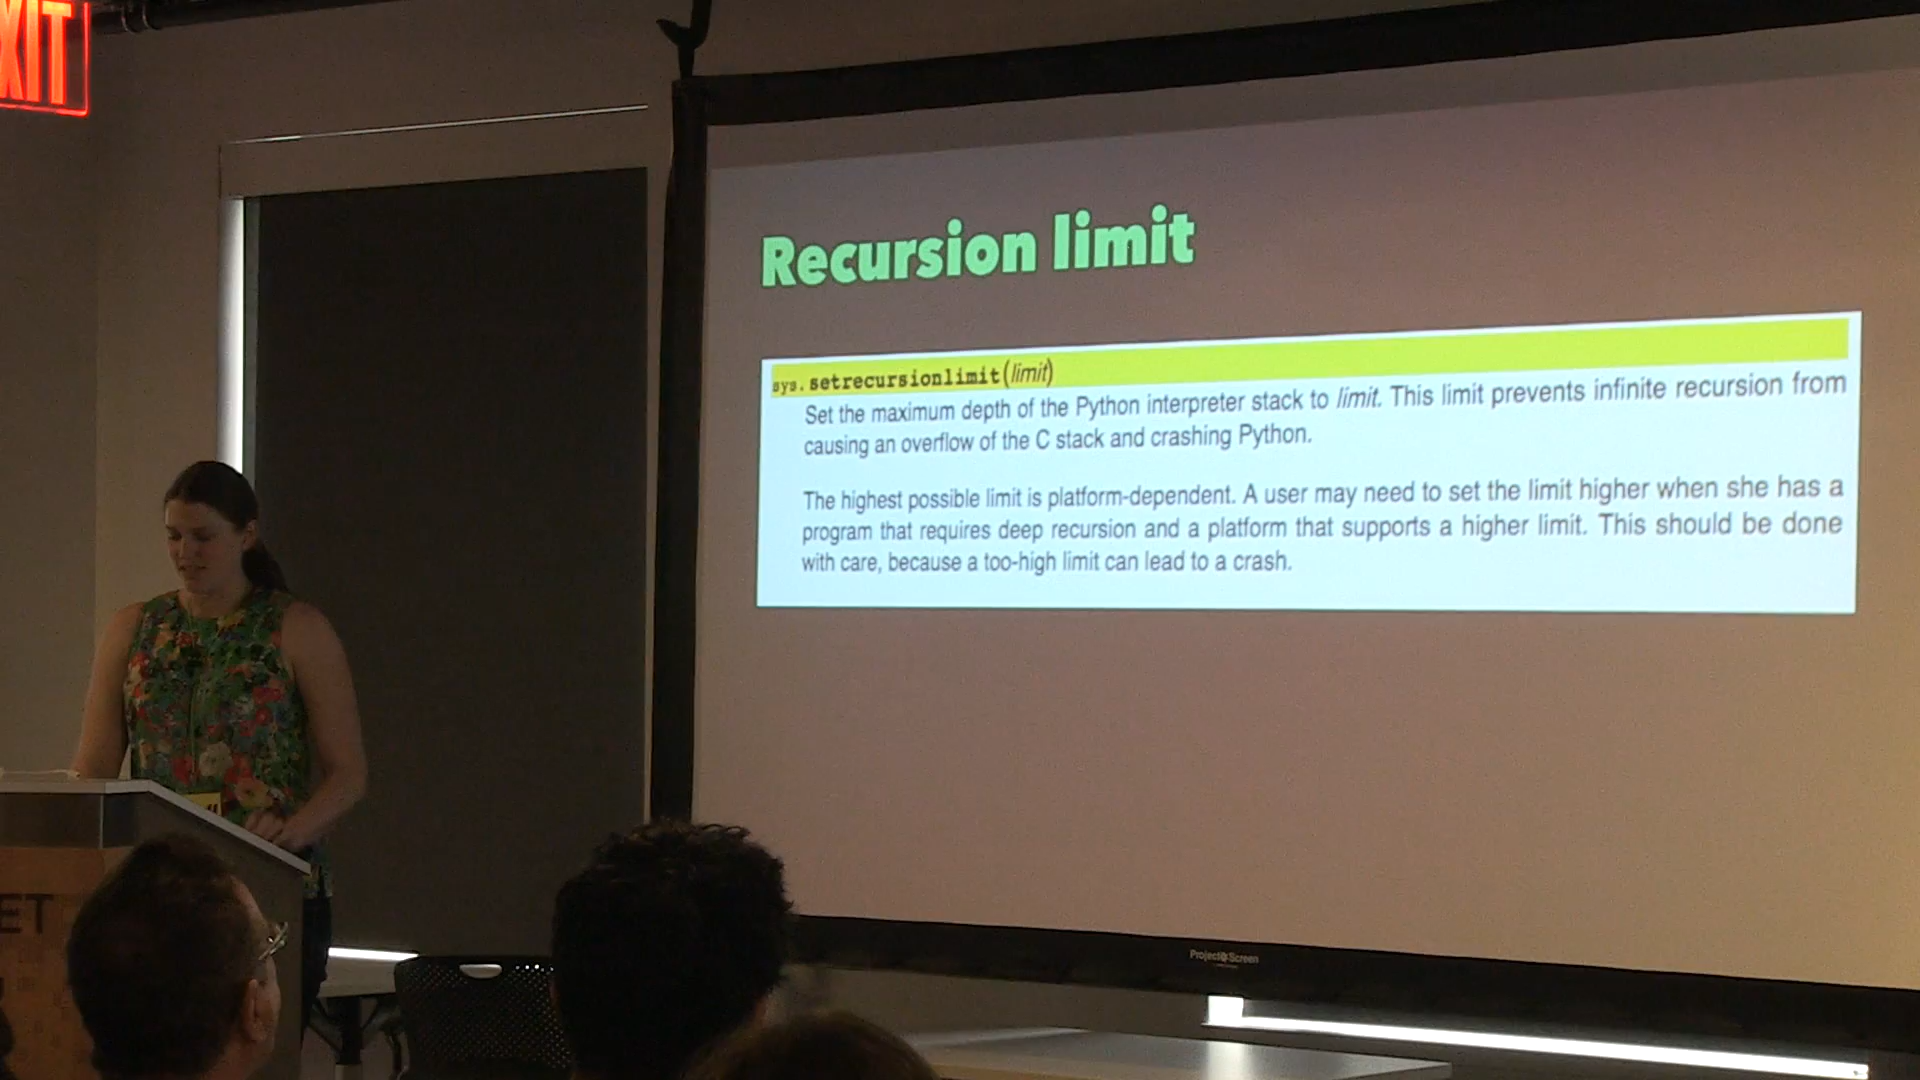 XIT
Recursion limit
sys.setrecursionlimit(limit)
Set the maximum depth of the Python interpreter stack to limit. This limit prevents infinite recursion from
causing an overflow of the C stack and crashing Python.
The highest possible limit is platform-dependent. A user may need to set the limit higher when she has a
program that requires deep recursion and a platform that supports a higher limit. This should be done
with care, because a too-high limit can lead to a crash.
ET
Project Screen